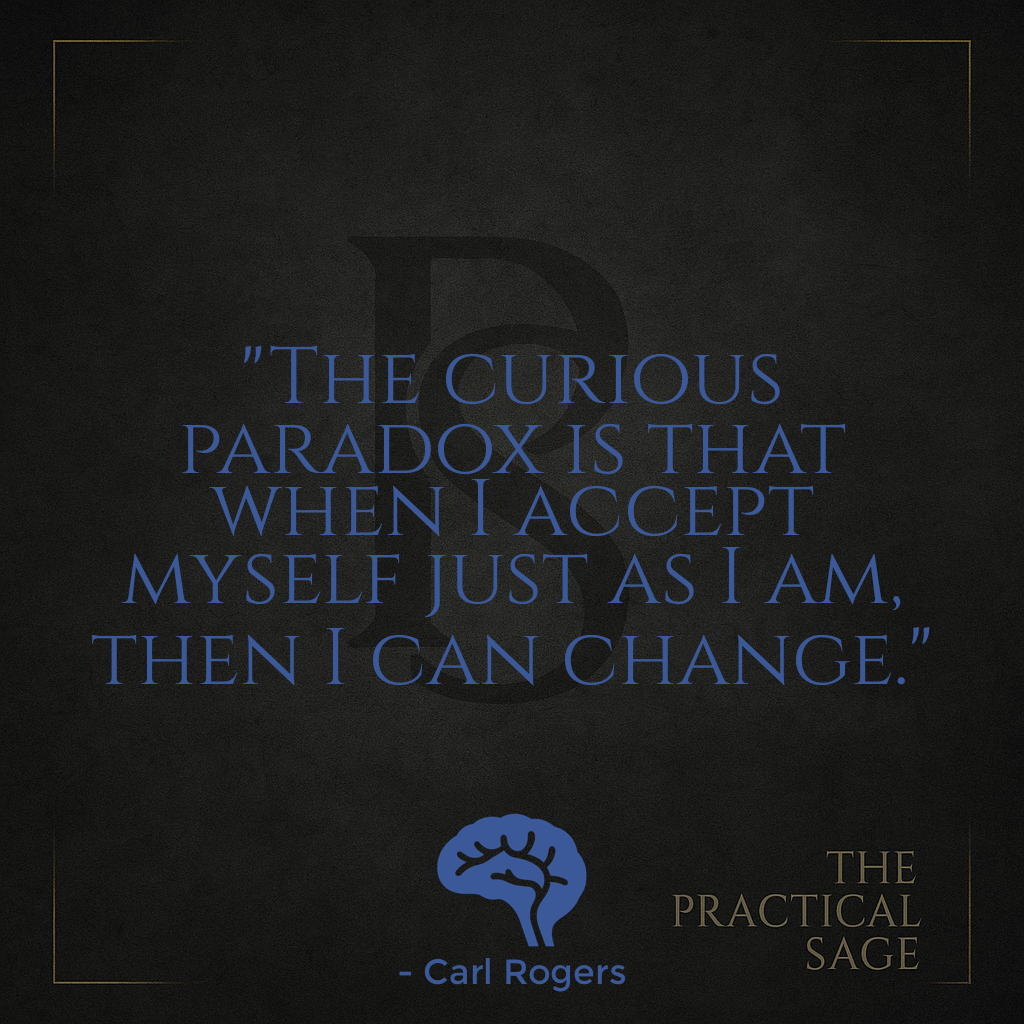 "The curious
paradox is that
when I accept
myself just as I am,
then I can change."
- Carl Rogers
THE
PRACTICAL
SAGE
PS